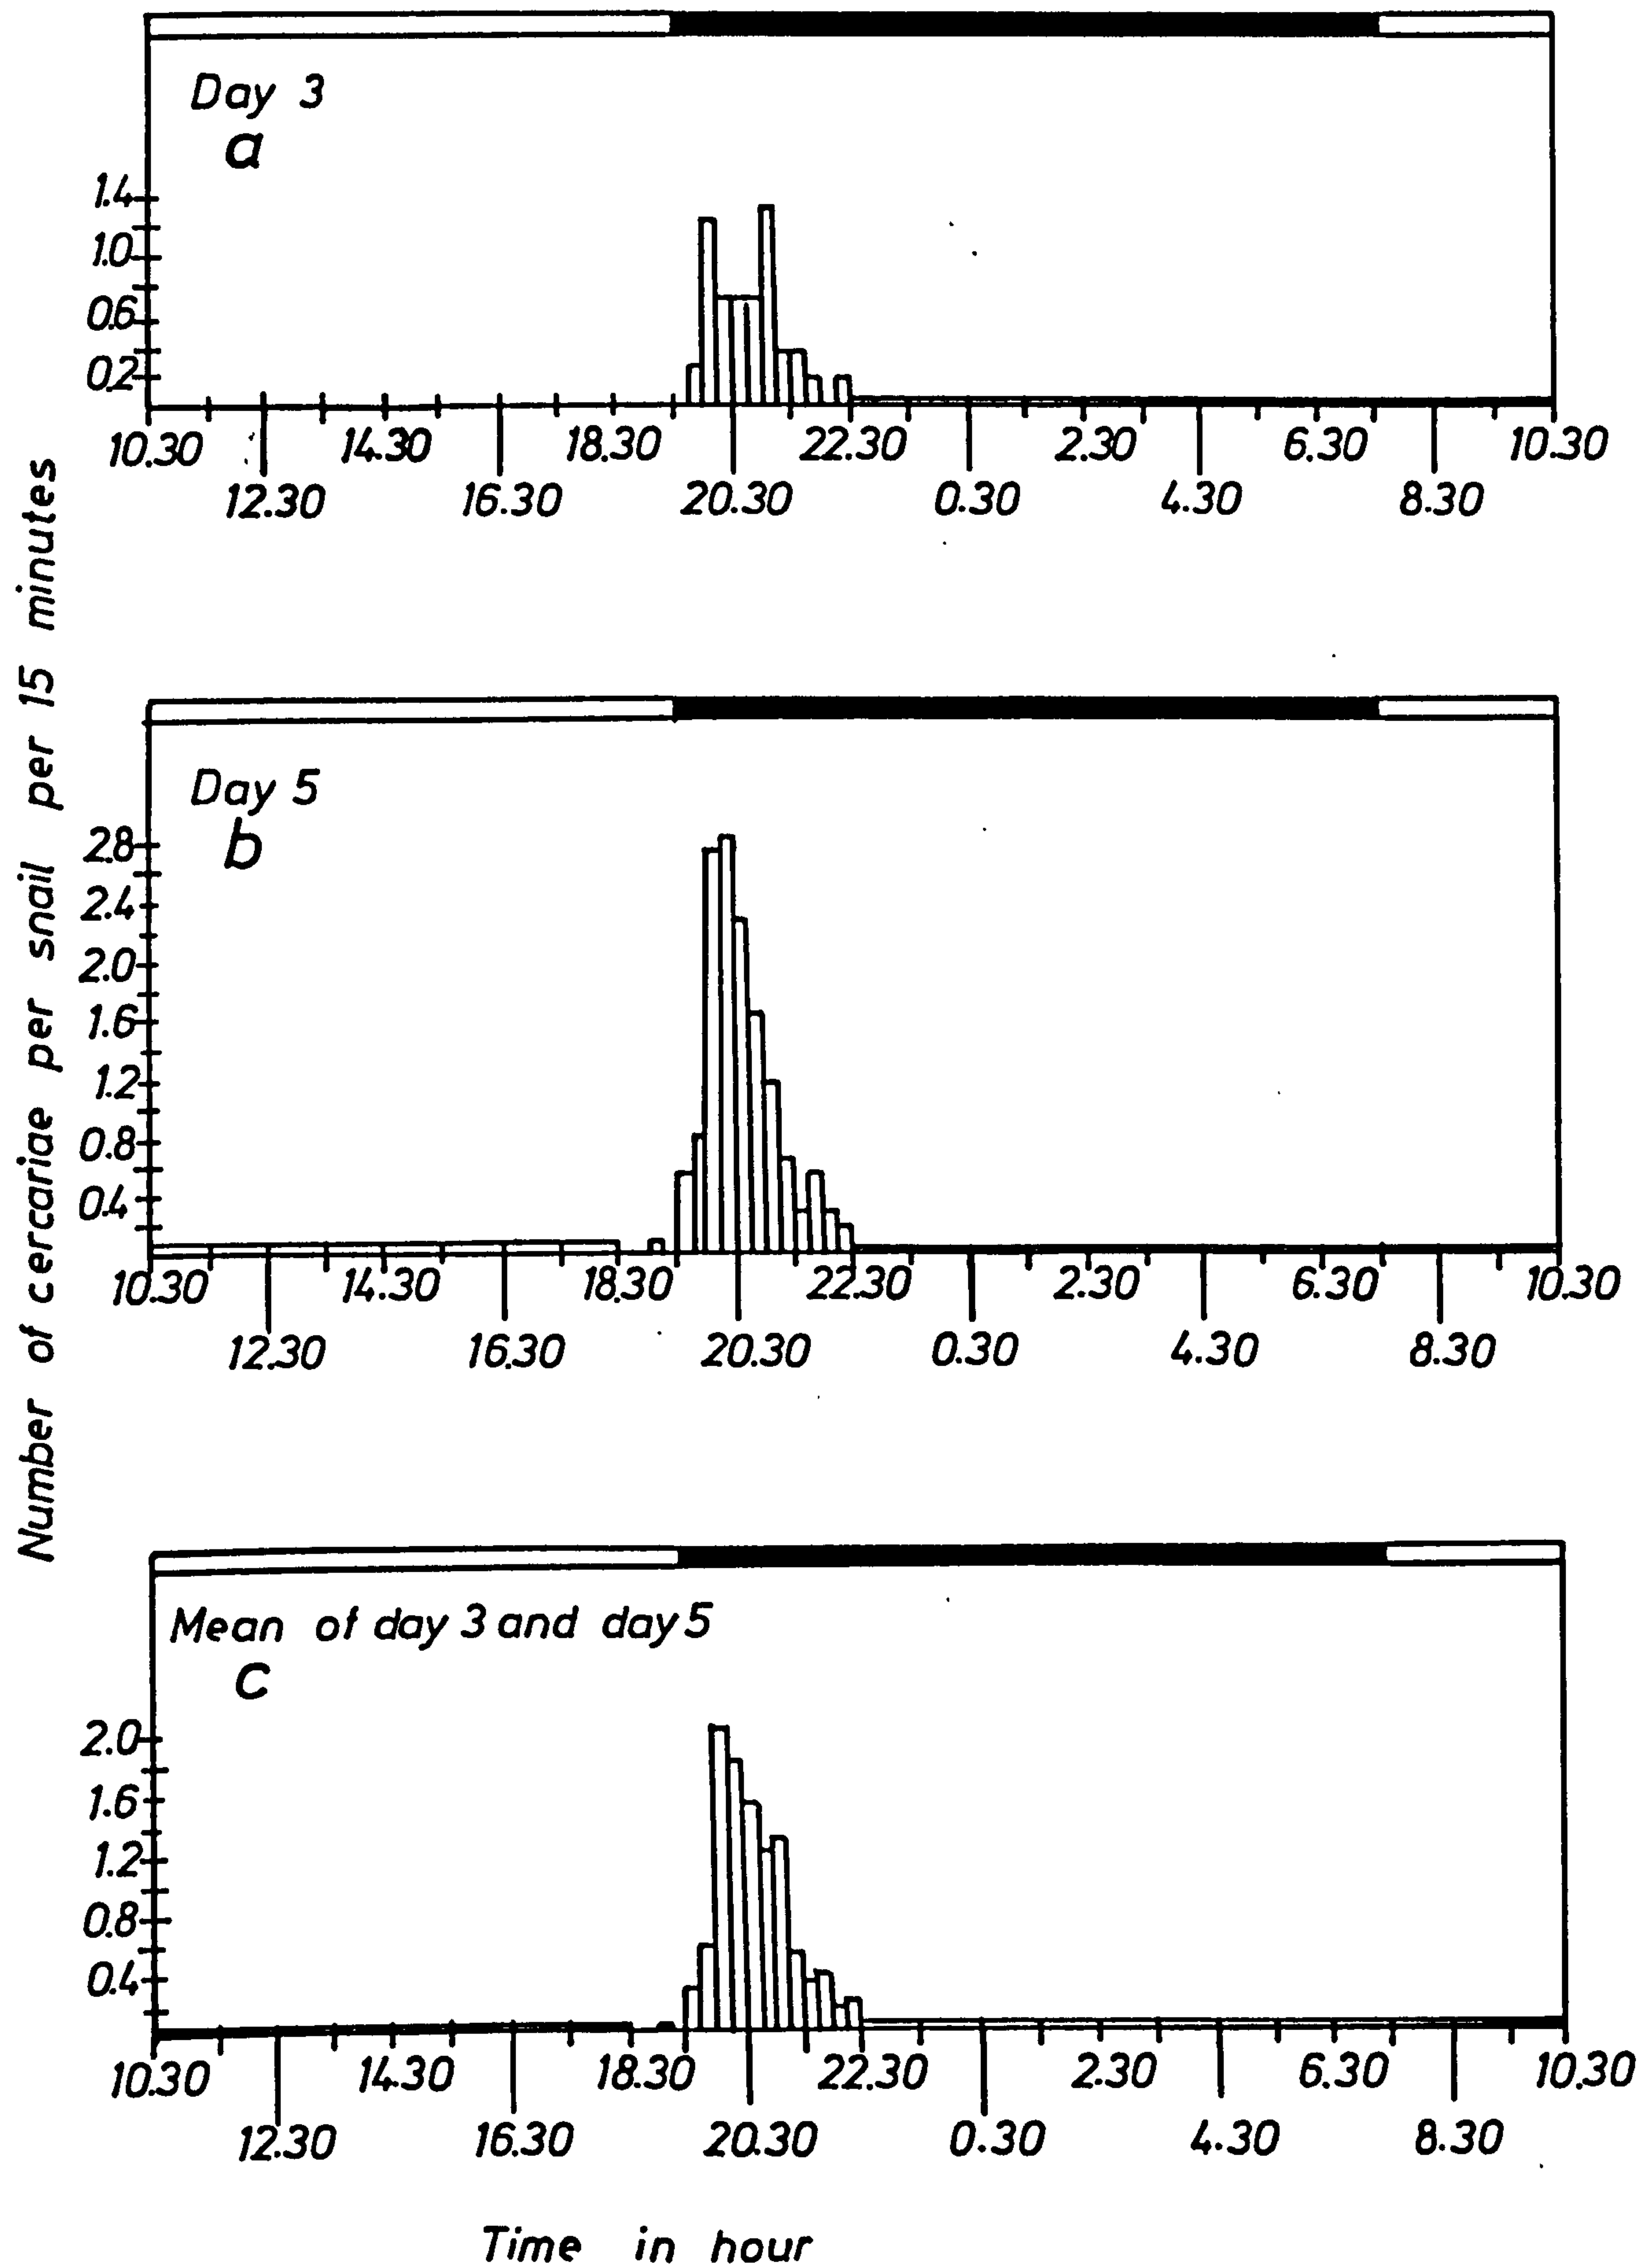 Day 3
a
1.4
1.0
0.6
0.2
10.30 14.30 18.30 22.30 2.30 6.30 10.30
12.30 16.30 20.30 0.30 4.30 8.30
Number of cercariae per snail per 15 minutes
Day 5
b
2.8
2.4
2.0
1.6
1.2
0.8
0.4
10.30 14.30 18.30 22.30 2.30 6.30 10.30
12.30 16.30 20.30 0.30 4.30 8.30
Mean of day 3 and day 5
c
2.0
1.6
1.2
0.8
0.4
10.30 14.30 18.30 22.30 2.30 6.30 10.30
12.30 16.30 20.30 0.30 4.30 8.30
Time in hour